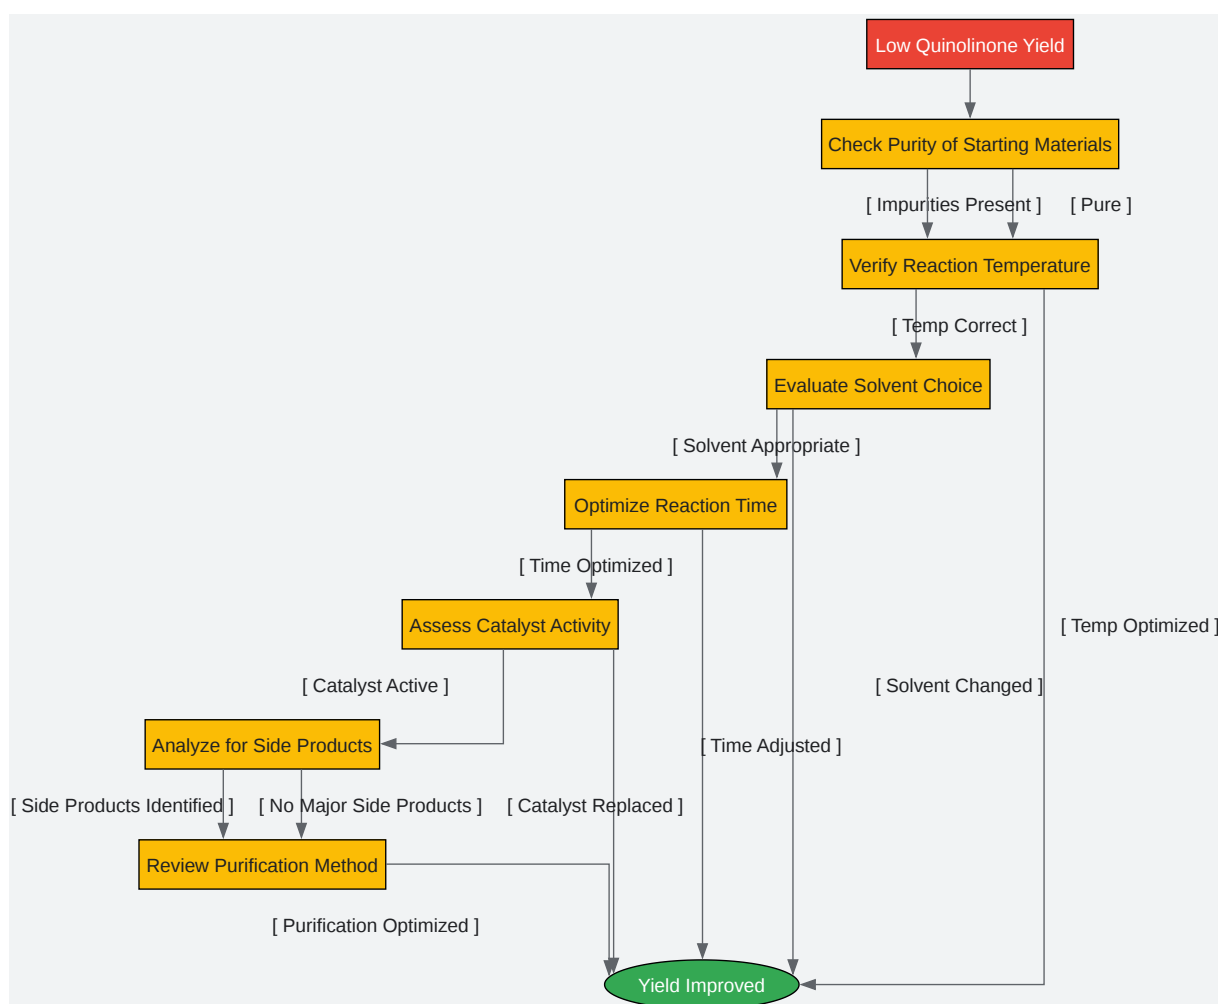 Low Quinolinone Yield
Check Purity of Starting Materials
[ Impurities Present ]
[ Pure ]
Verify Reaction Temperature
[ Temp Correct ]
Evaluate Solvent Choice
[ Solvent Appropriate ]
Optimize Reaction Time
[ Time Optimized ]
Assess Catalyst Activity
[ Temp Optimized ]
[ Catalyst Active ]
[ Solvent Changed ]
Analyze for Side Products
[ Time Adjusted ]
[ Side Products Identified ]
[ No Major Side Products ]
[ Catalyst Replaced ]
Review Purification Method
[ Purification Optimized ]
Yield Improved